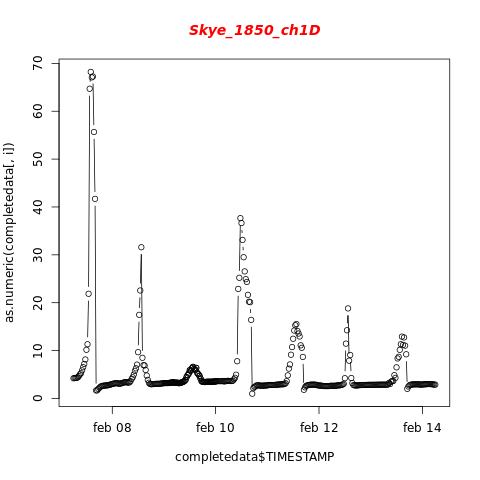 Skye_1850_ch1D
as.numeric(completedata[, i])
70
60
50
40
30
20
10
0
feb 08
feb 10
feb 12
feb 14
completedata$TIMESTAMP